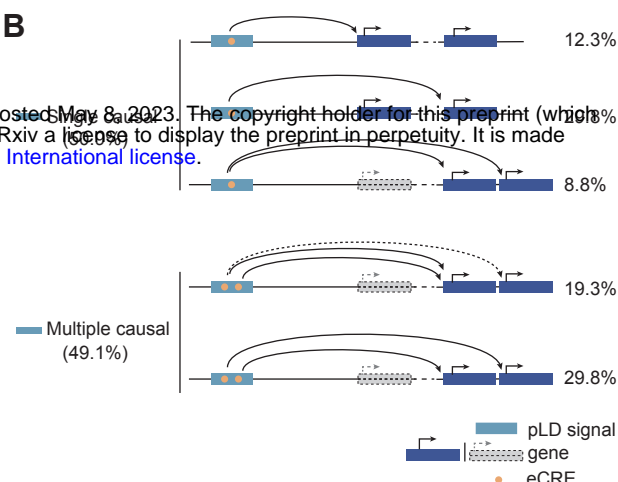 B
12.3%
osted May 8, 2023. The copyright holder for this preprint (which
Single causal
Rxiv a license to display the preprint in perpetuity. It is made
International license.
8.8%
19.3%
Multiple causal
(49.1%)
29.8%
pLD signal
gene
eCRE